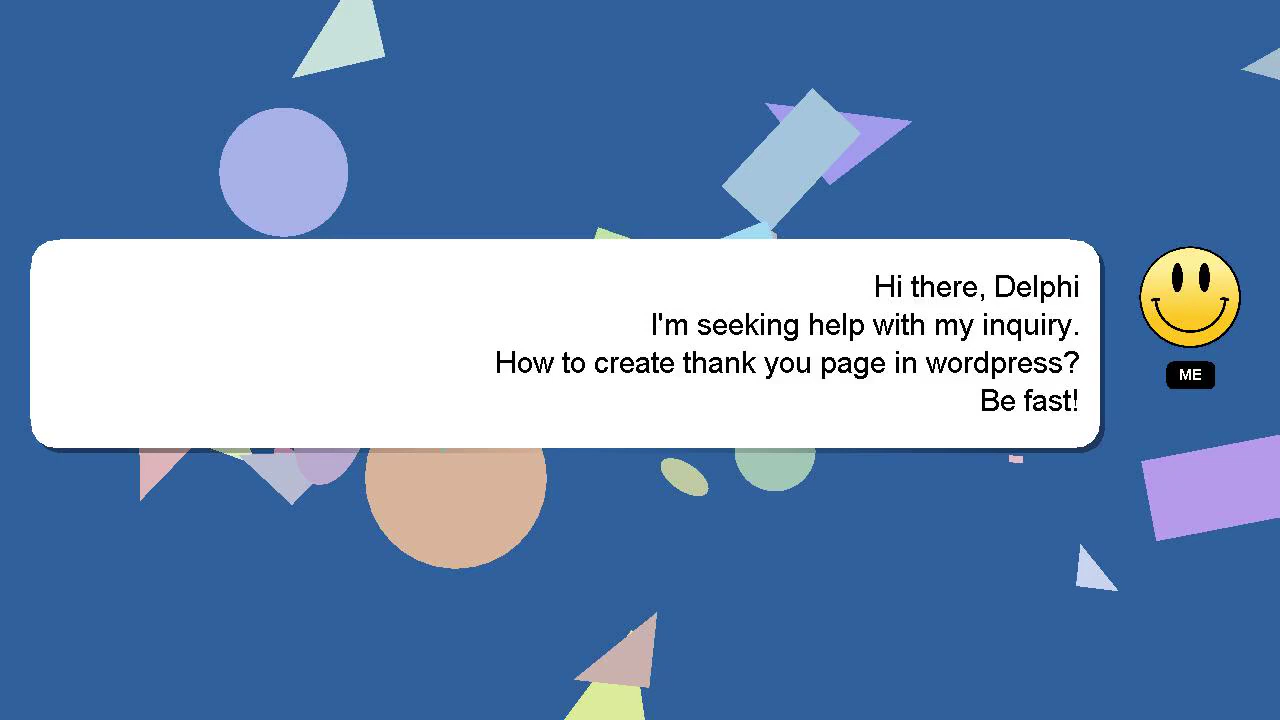 Hi there, Delphi
I'm seeking help with my inquiry.
How to create thank you page in wordpress?
Be fast!
ME